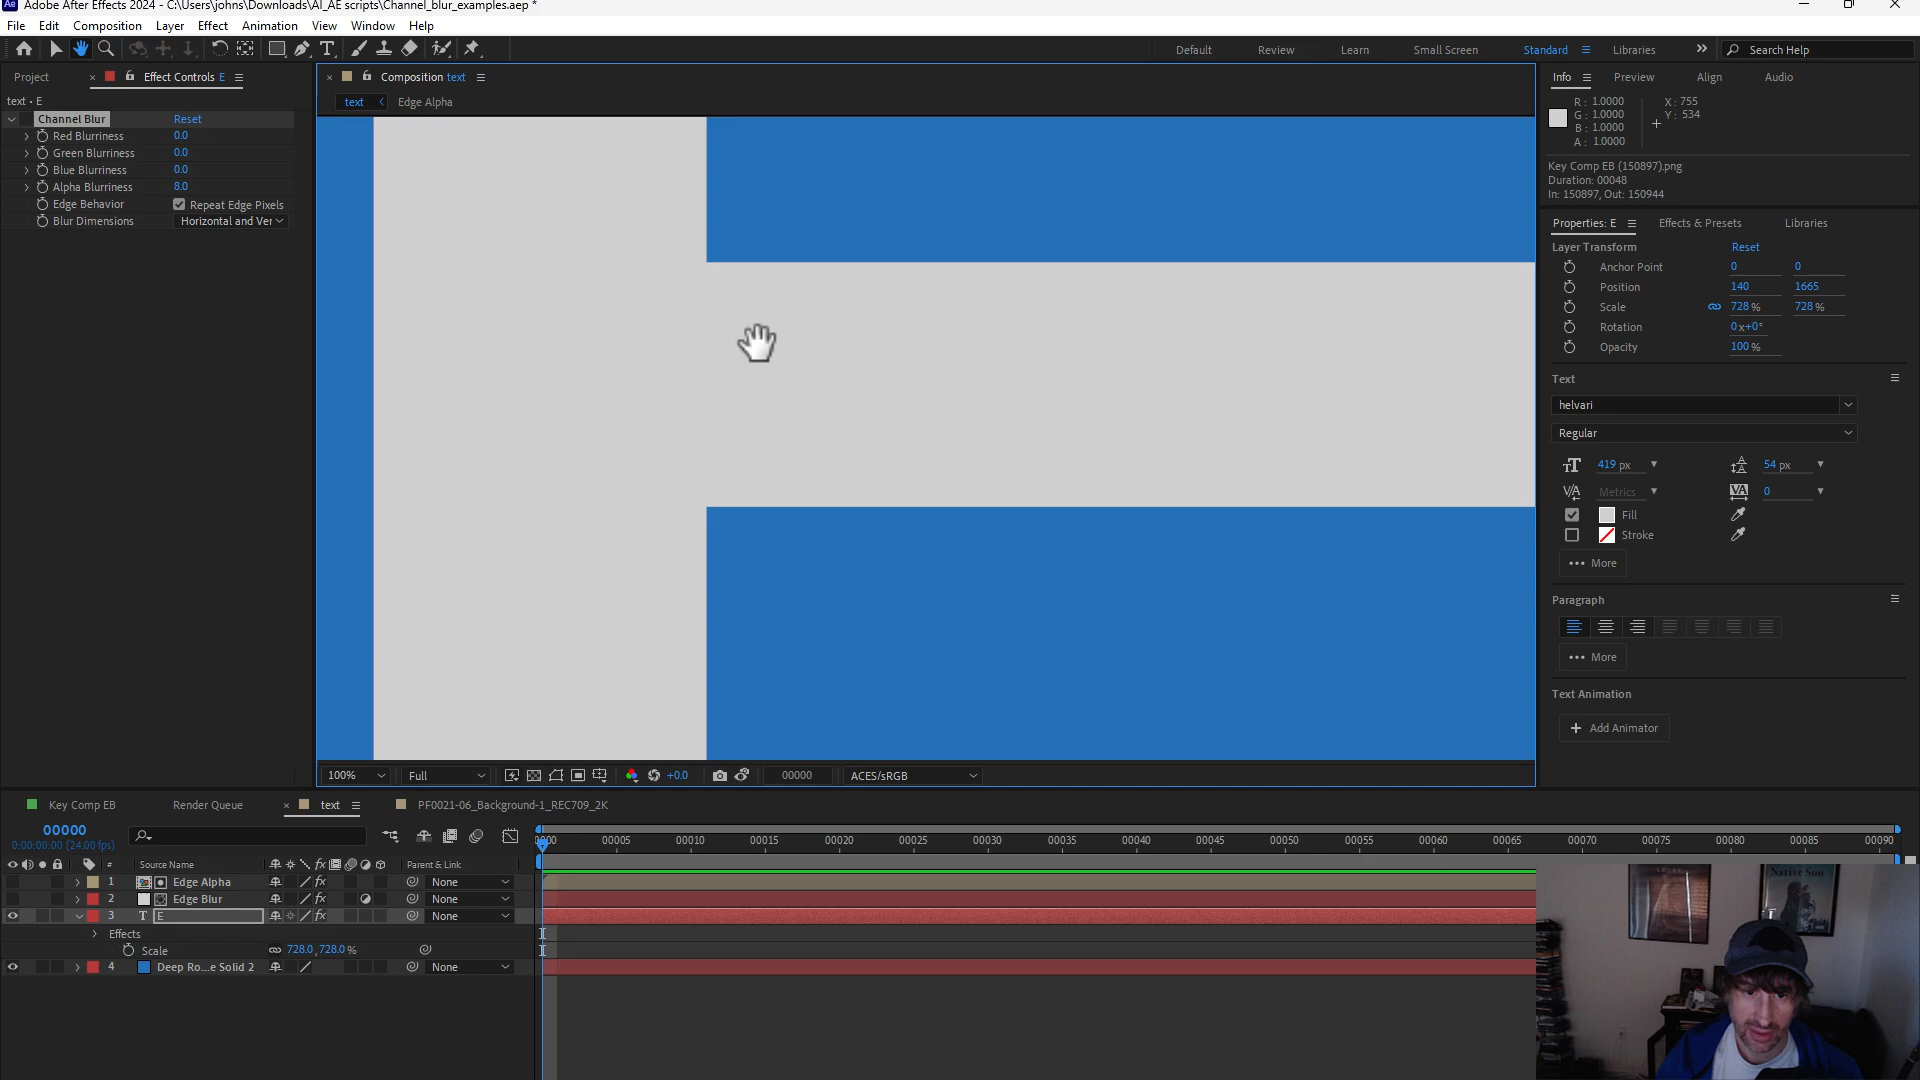 Ae Adobe After Effects 2024 - C:\Users\johns\Downloads\AI_AE scripts\Channel_blur_examples.aep *
File Edit Composition Layer Effect Animation View Window Help
Default Review Learn Small Screen Standard Libraries Search Help
Project Effect Controls E
Composition text
Info Preview Align Audio
text • E
text Edge Alpha
Channel Blur Reset
Red Blurriness 0.0
Green Blurriness 0.0
Blue Blurriness 0.0
Alpha Blurriness 8.0
Edge Behavior Repeat Edge Pixels
Blur Dimensions Horizontal and Ver
R: 1.0000 X: 755
G: 1.0000 Y: 534
B: 1.0000
A: 1.0000
Key Comp EB (150897).png
Duration: 00048
In: 150897, Out: 150944
Properties: E Effects & Presets Libraries
Layer Transform Reset
Anchor Point 0 0
Position 140 1665
Scale 728 % 728 %
Rotation 0x+0°
Opacity 100 %
Text
helvari
Regular
419 px 54 px
Metrics 0
Fill
Stroke
••• More
Paragraph
••• More
Text Animation
+ Add Animator
100% Full +0.0 00000 ACES/sRGB
Key Comp EB Render Queue text PF0021-06_Background-1_REC709_2K
00000
0:00:00:00 (24.00 fps)
00005 00010 00015 00020 00025 00030 00035 00040 00045 00050 00055 00060 00065 00070 00075 00080 00085 00090
# Source Name Parent & Link
1 Edge Alpha None
2 Edge Blur None
3 T E None
Effects
Scale 728.0,728.0 %
4 Deep Ro...e Solid 2 None
Native Son